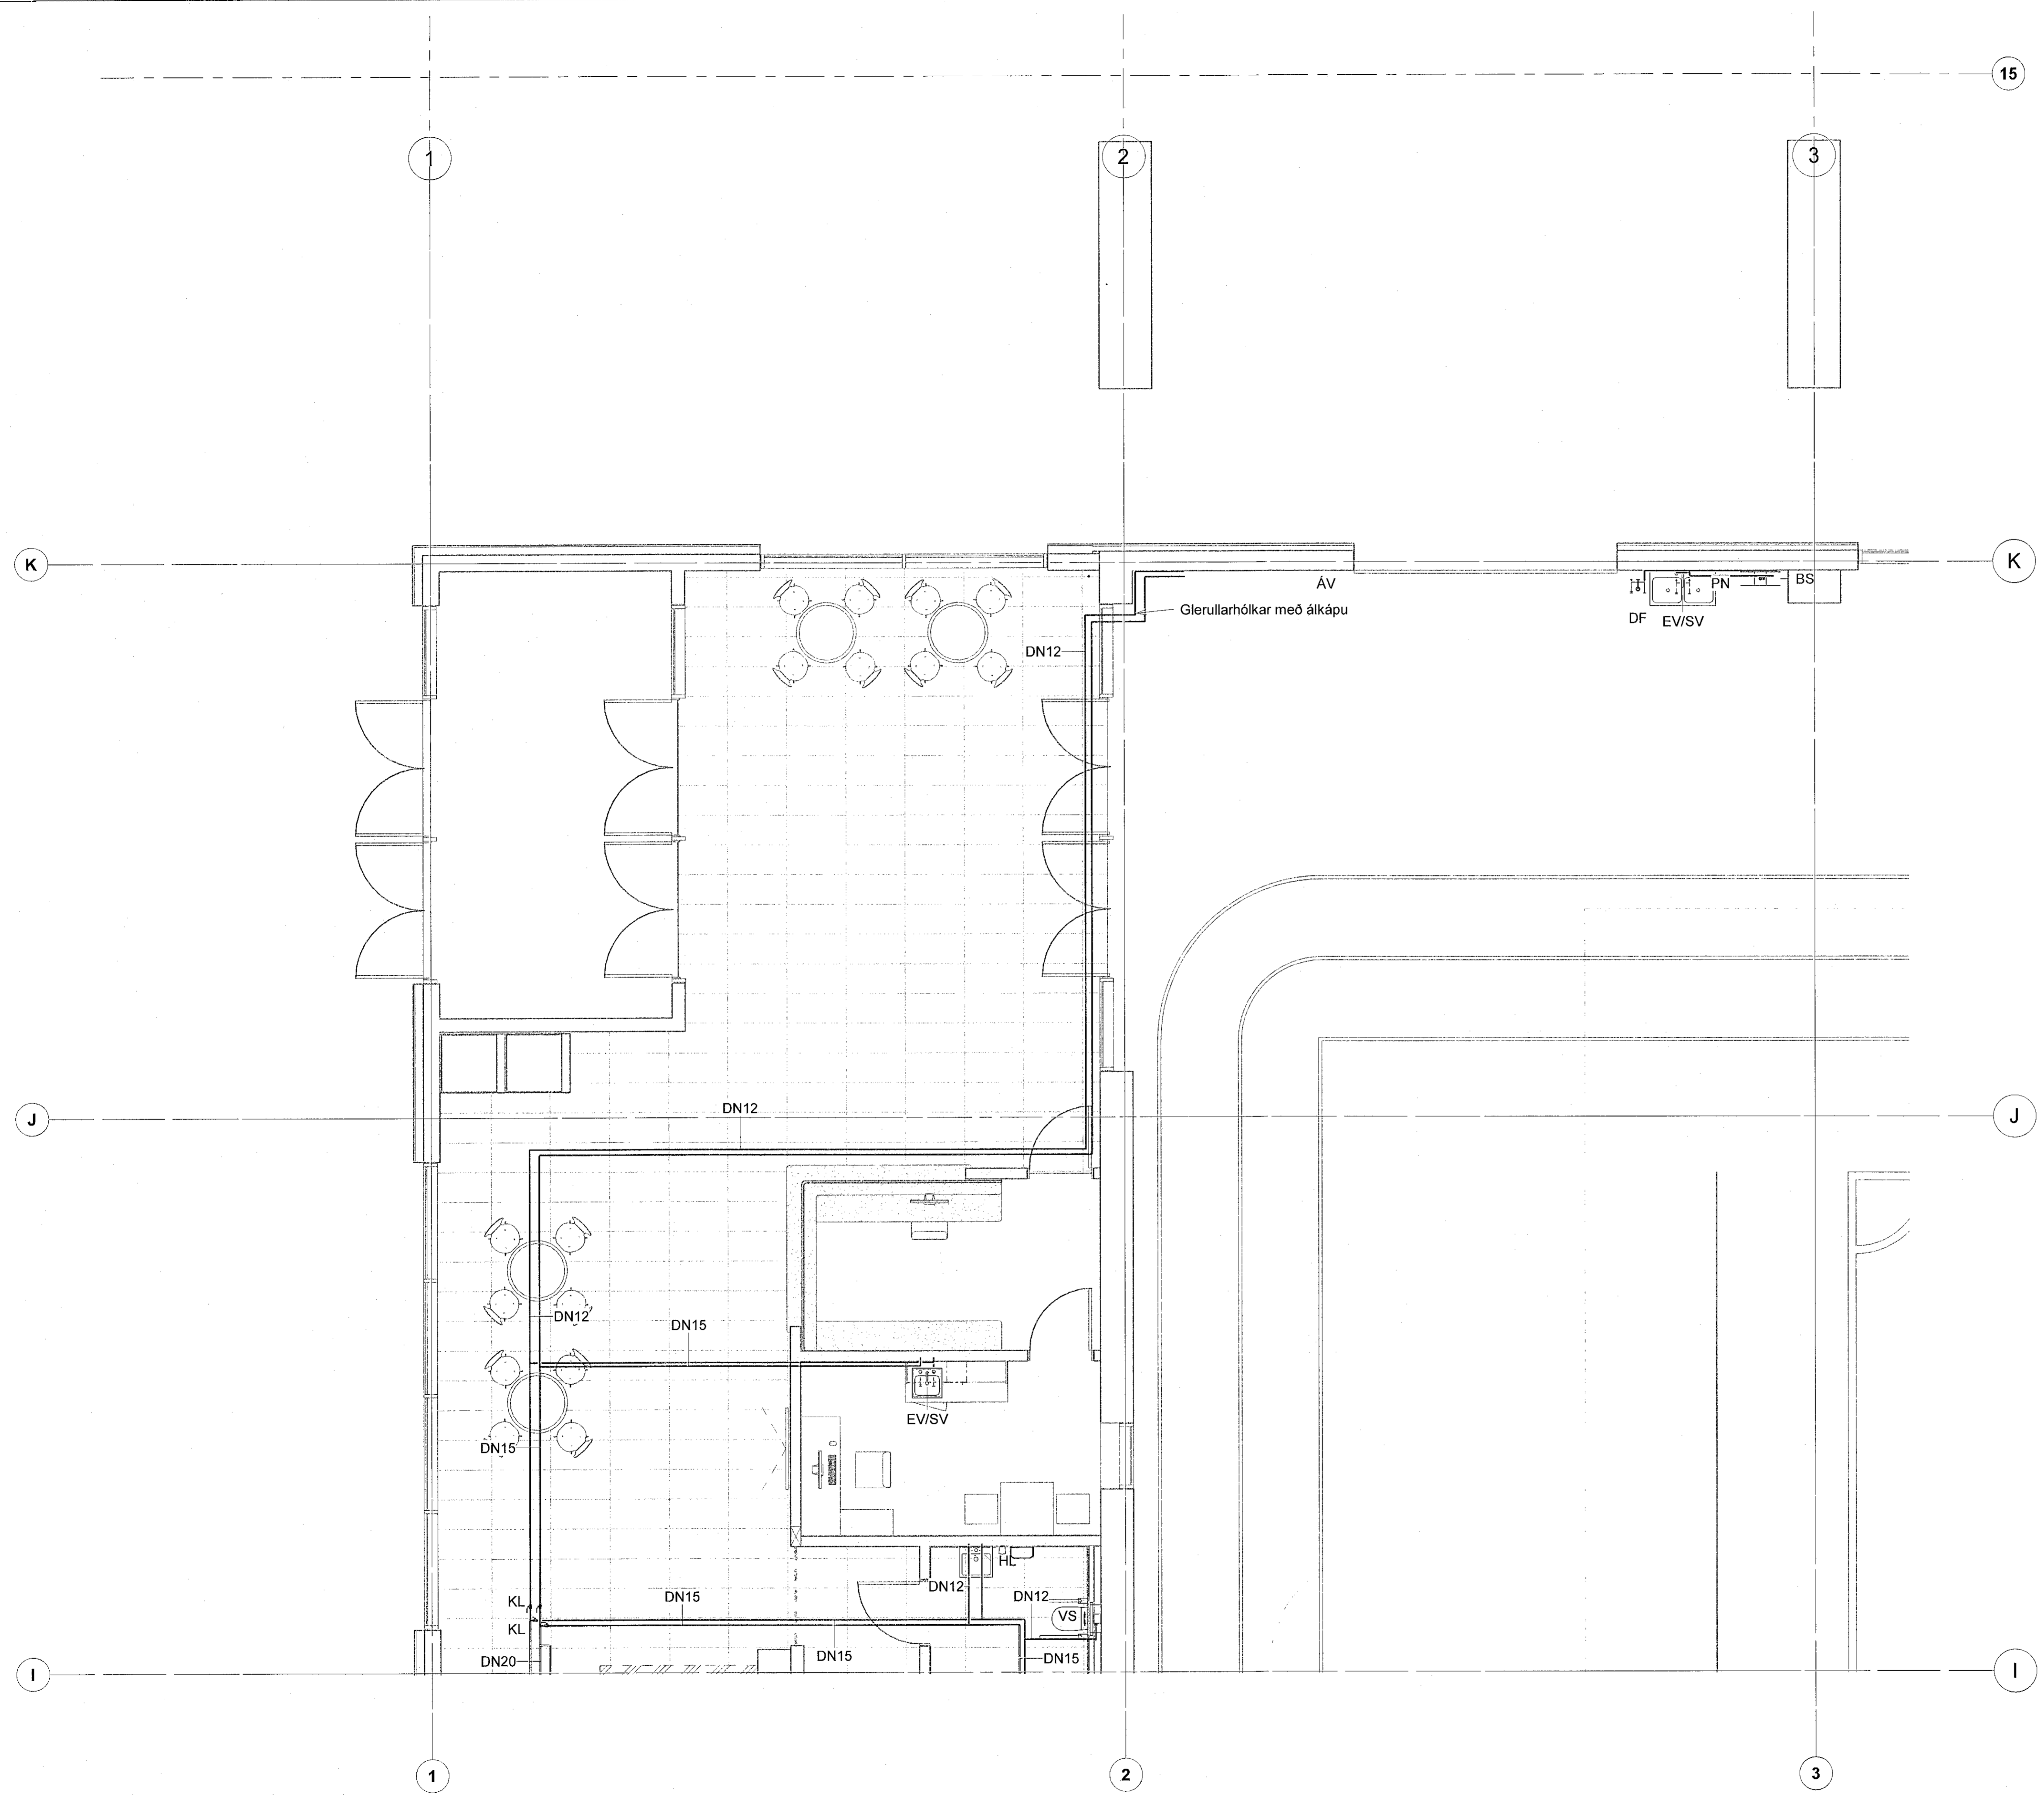 15
1
2
3
K
K
ÁV
PN
BS
Glerullarhólkar með álkápu
DF
EV/SV
DN12
DN12
J
J
DN12
DN15
EV/SV
DN15
HL
DN12
DN15
DN12
KL
VS
KL
DN15
DN15
DN20
I
I
1
2
3